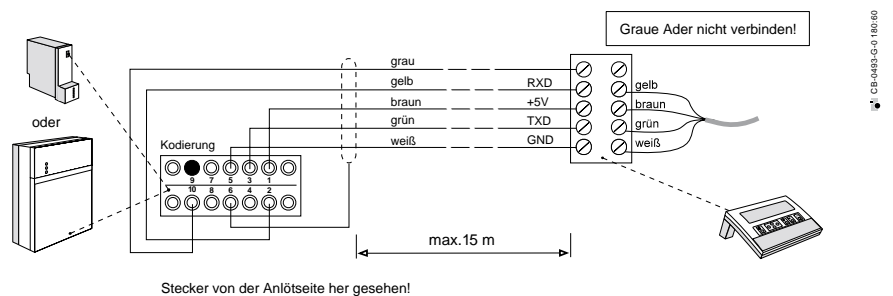 Graue Ader nicht verbinden!
CB-0493-G-0 180:60
grau
gelb RXD gelb
braun +5V braun
oder
grün TXD grün
Kodierung
weiß GND weiß
9 7 5 3 1
10 8 6 4 2
max.15 m
Stecker von der Anlötseite her gesehen!